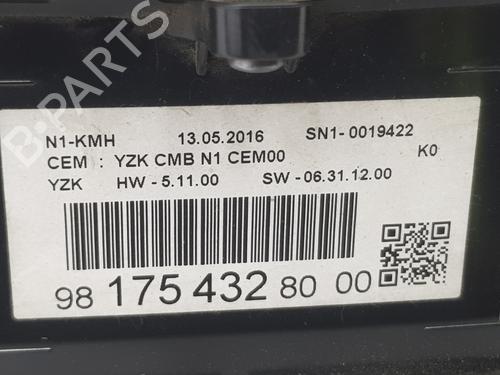 B-PARTS
N1-KMH 13.05.2016 SN1- 0019422
CEM : YZK CMB N1 CEM00 K0
YZK HW - 5.11.00 SW - 06.31.12.00
98 175 432 80 00